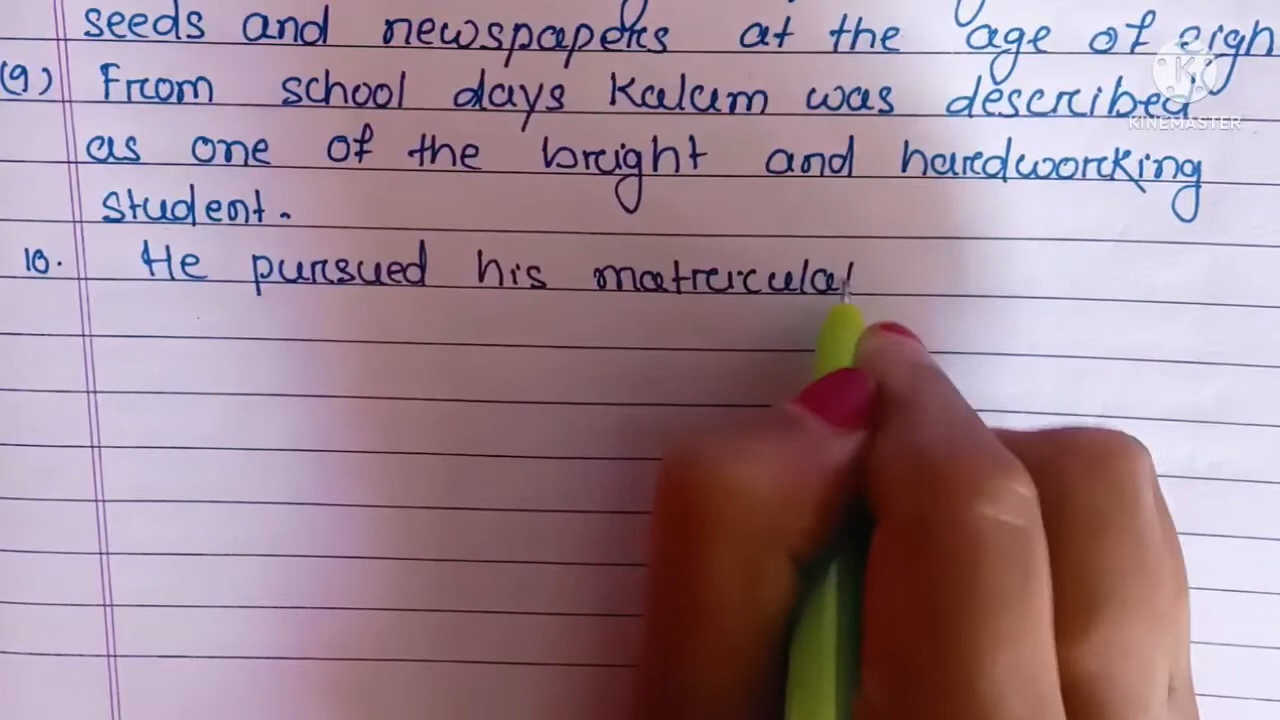 seeds and newspapers at the age of eigh
(9) From school days Kalam was described
as one of the bright and hardworking
student.
10. He pursued his matriculat
K
KINEMASTER